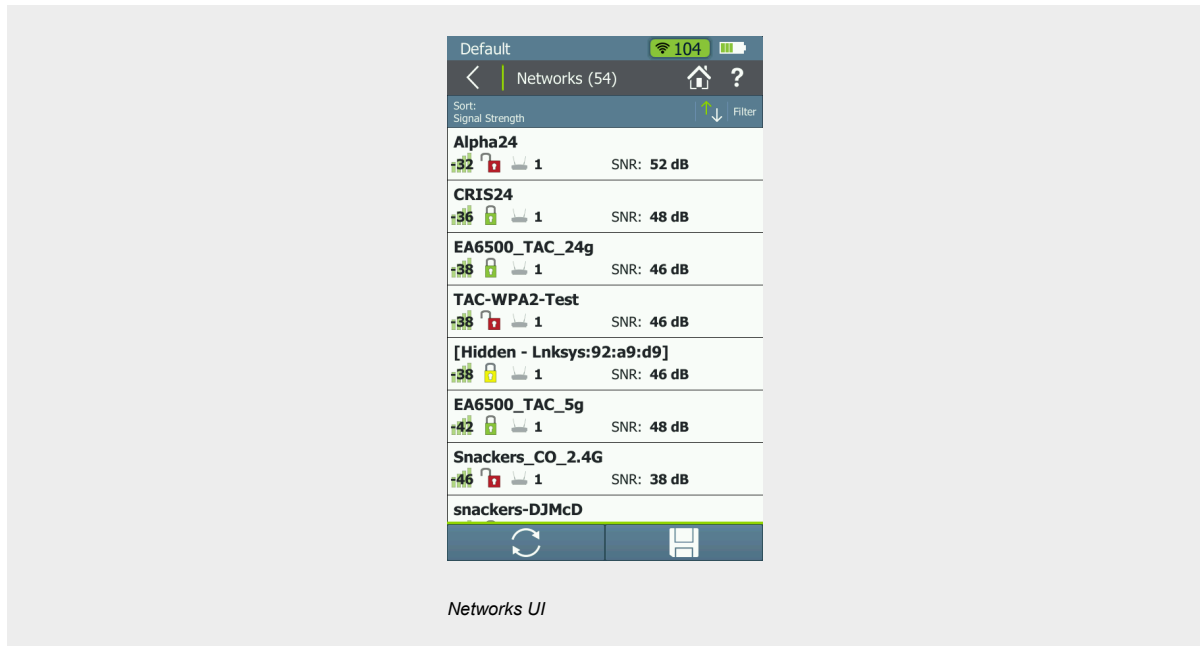 Default 104
Networks (54) ?
Sort:
Signal Strength Filter
Alpha24
-32 1 SNR: 52 dB
CRIS24
-36 1 SNR: 48 dB
EA6500_TAC_24g
-38 1 SNR: 46 dB
TAC-WPA2-Test
-38 1 SNR: 46 dB
[Hidden - Lnksys:92:a9:d9]
-38 1 SNR: 46 dB
EA6500_TAC_5g
-42 1 SNR: 48 dB
Snackers_CO_2.4G
-46 1 SNR: 38 dB
snackers-DJMcD
Networks UI